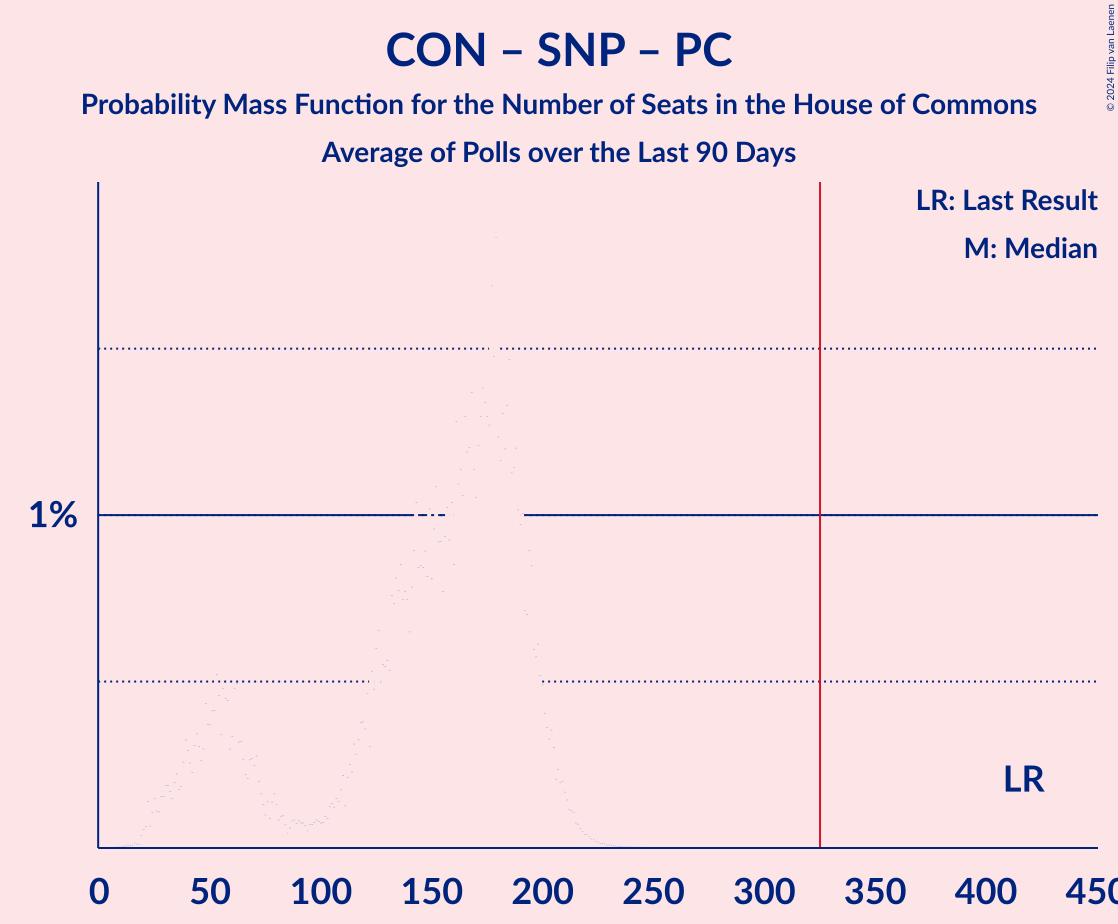 © 2024 Filip van Laenen
CON – SNP – PC
Probability Mass Function for the Number of Seats in the House of Commons
Average of Polls over the Last 90 Days
LR: Last Result
M: Median
1%
LR
0 50 100 150 200 250 300 350 400 450